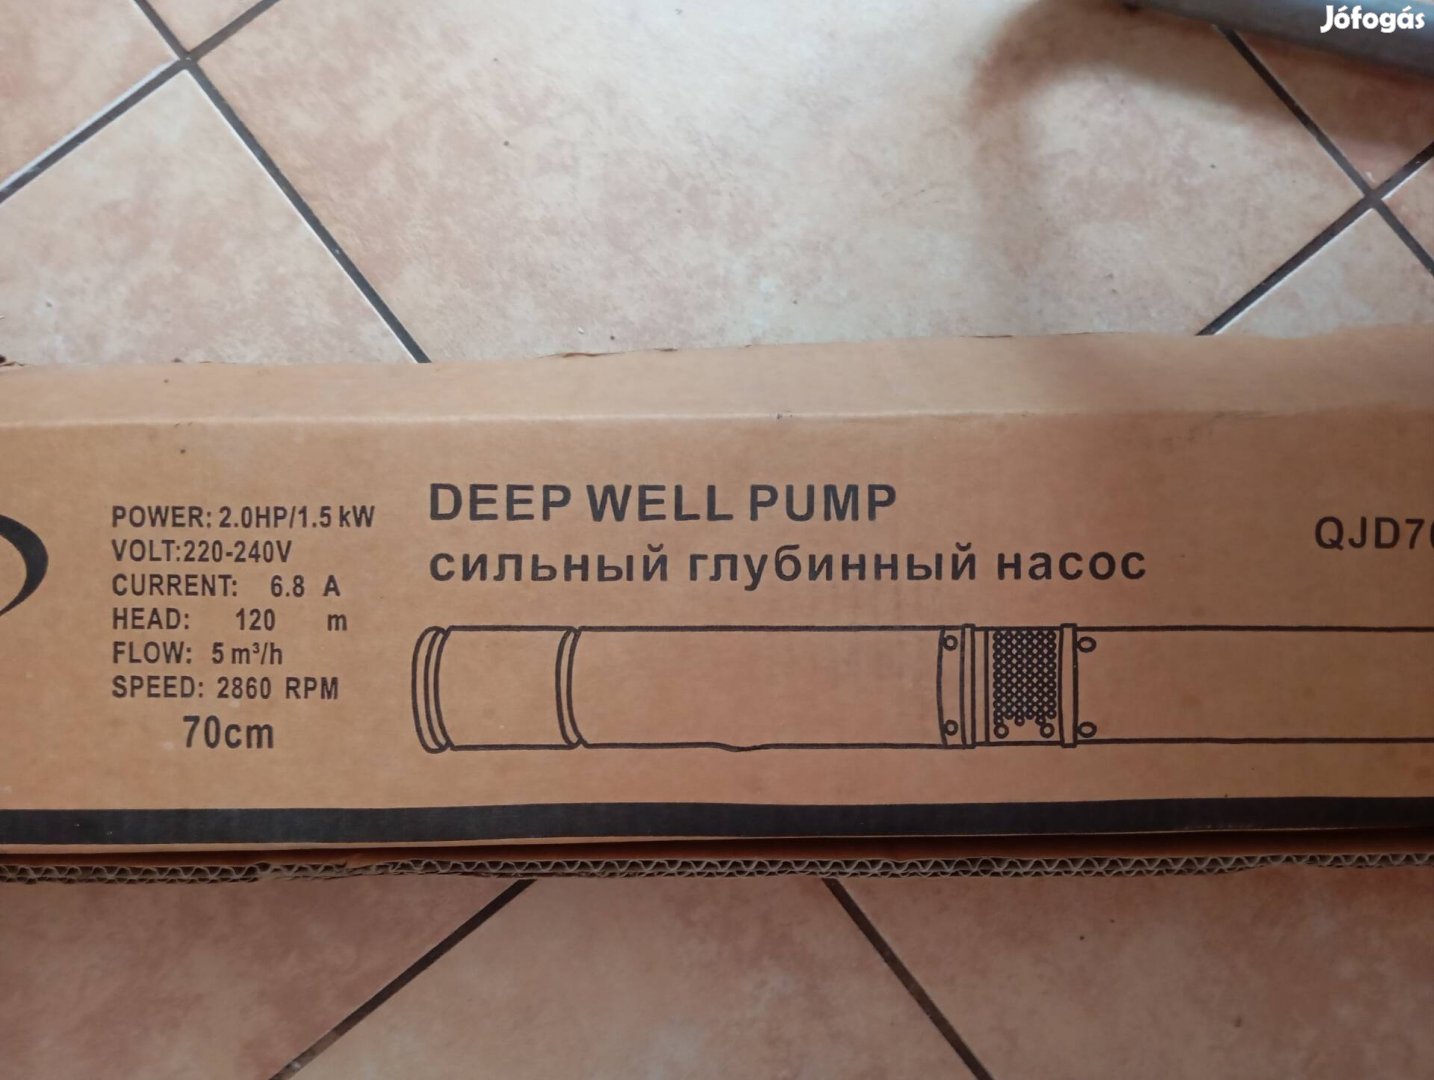 Jófogás
POWER: 2.0HP/1.5 kW
VOLT:220-240V
CURRENT: 6.8 A
HEAD: 120 m
FLOW: 5 m³/h
SPEED: 2860 RPM
70cm
DEEP WELL PUMP
сильный глубинный насос